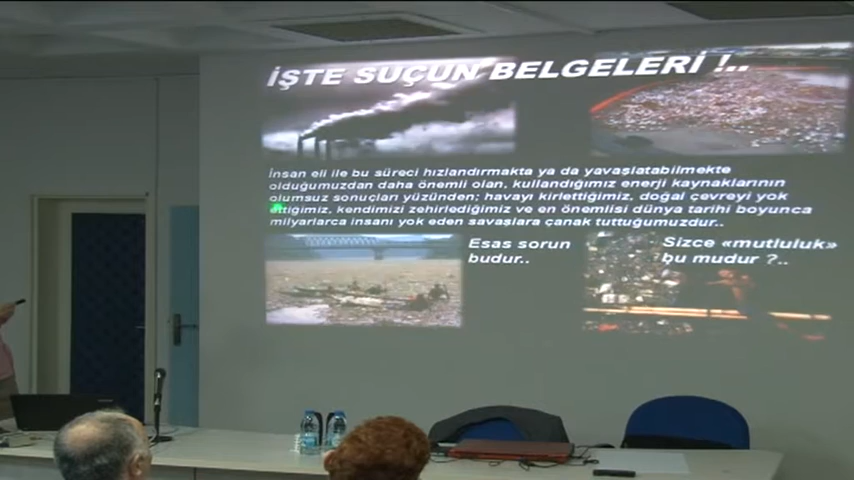 İŞTE SUÇUN BELGELERİ !..
İnsan eli ile bu süreci hızlandırmakta ya da yavaşlatabilmekte
olduğumuzdan daha önemli olan, kullandığımız enerji kaynaklarının
olumsuz sonuçları yüzünden; havayı kirlettiğimiz, doğal çevreyi yok
ettiğimiz, kendimizi zehirlediğimiz ve en önemlisi dünya tarihi boyunca
milyarlarca insanı yok eden savaşlara çanak tuttuğumuzdur.
Esas sorun
budur..
Sizce «mutluluk»
bu mudur ?..